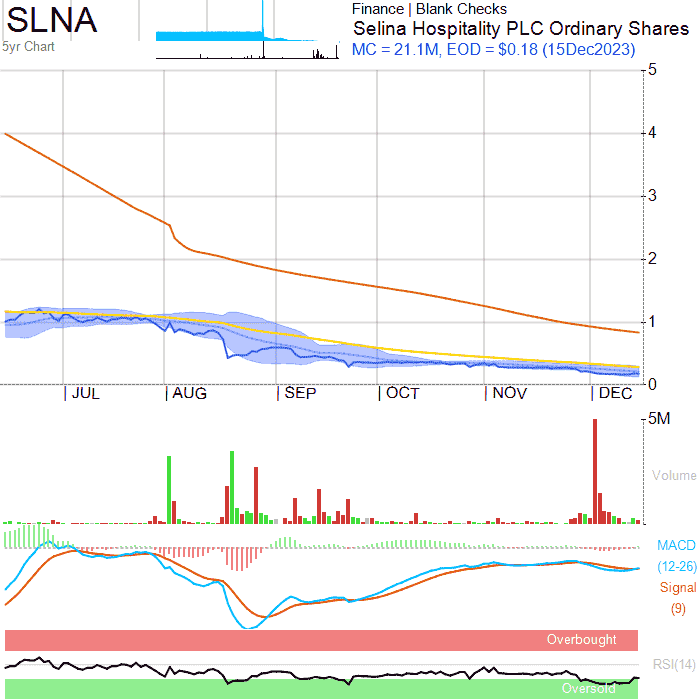 SLNA
5yr Chart
Finance | Blank Checks
Selina Hospitality PLC Ordinary Shares
MC = 21.1M, EOD = $0.18 (15Dec2023)
5
4
3
2
1
0
JUL
AUG
SEP
OCT
NOV
DEC
5M
Volume
MACD
(12-26)
Signal
(9)
Overbought
RSI(14)
Oversold